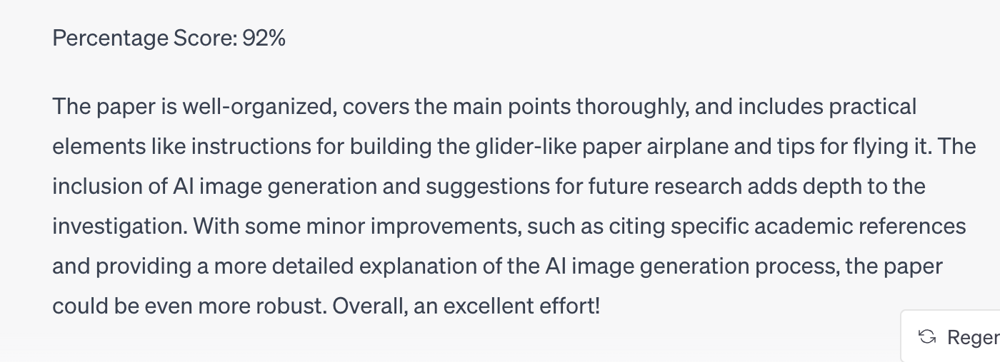 Percentage Score: 92%
The paper is well-organized, covers the main points thoroughly, and includes practical
elements like instructions for building the glider-like paper airplane and tips for flying it. The
inclusion of AI image generation and suggestions for future research adds depth to the
investigation. With some minor improvements, such as citing specific academic references
and providing a more detailed explanation of the AI image generation process, the paper
could be even more robust. Overall, an excellent effort!